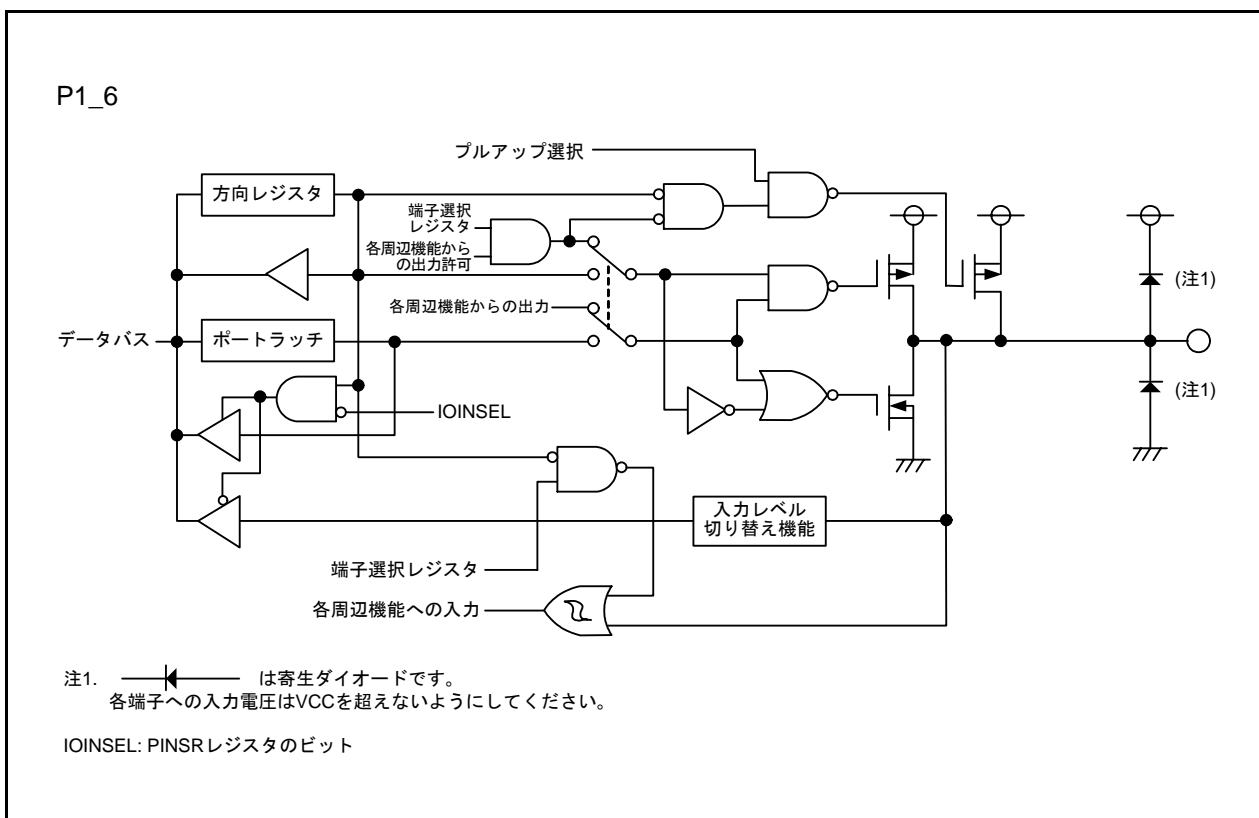 P1_6
プルアップ選択
方向レジスタ
端子選択
レジスタ
各周辺機能から
の出力許可
(注1)
各周辺機能からの出力
データバス
ポートラッチ
(注1)
IOINSEL
入力レベル
切り替え機能
端子選択レジスタ
各周辺機能への入力
注1. は寄生ダイオードです。
各端子への入力電圧はVCCを超えないようにしてください。
IOINSEL: PINSRレジスタのビット